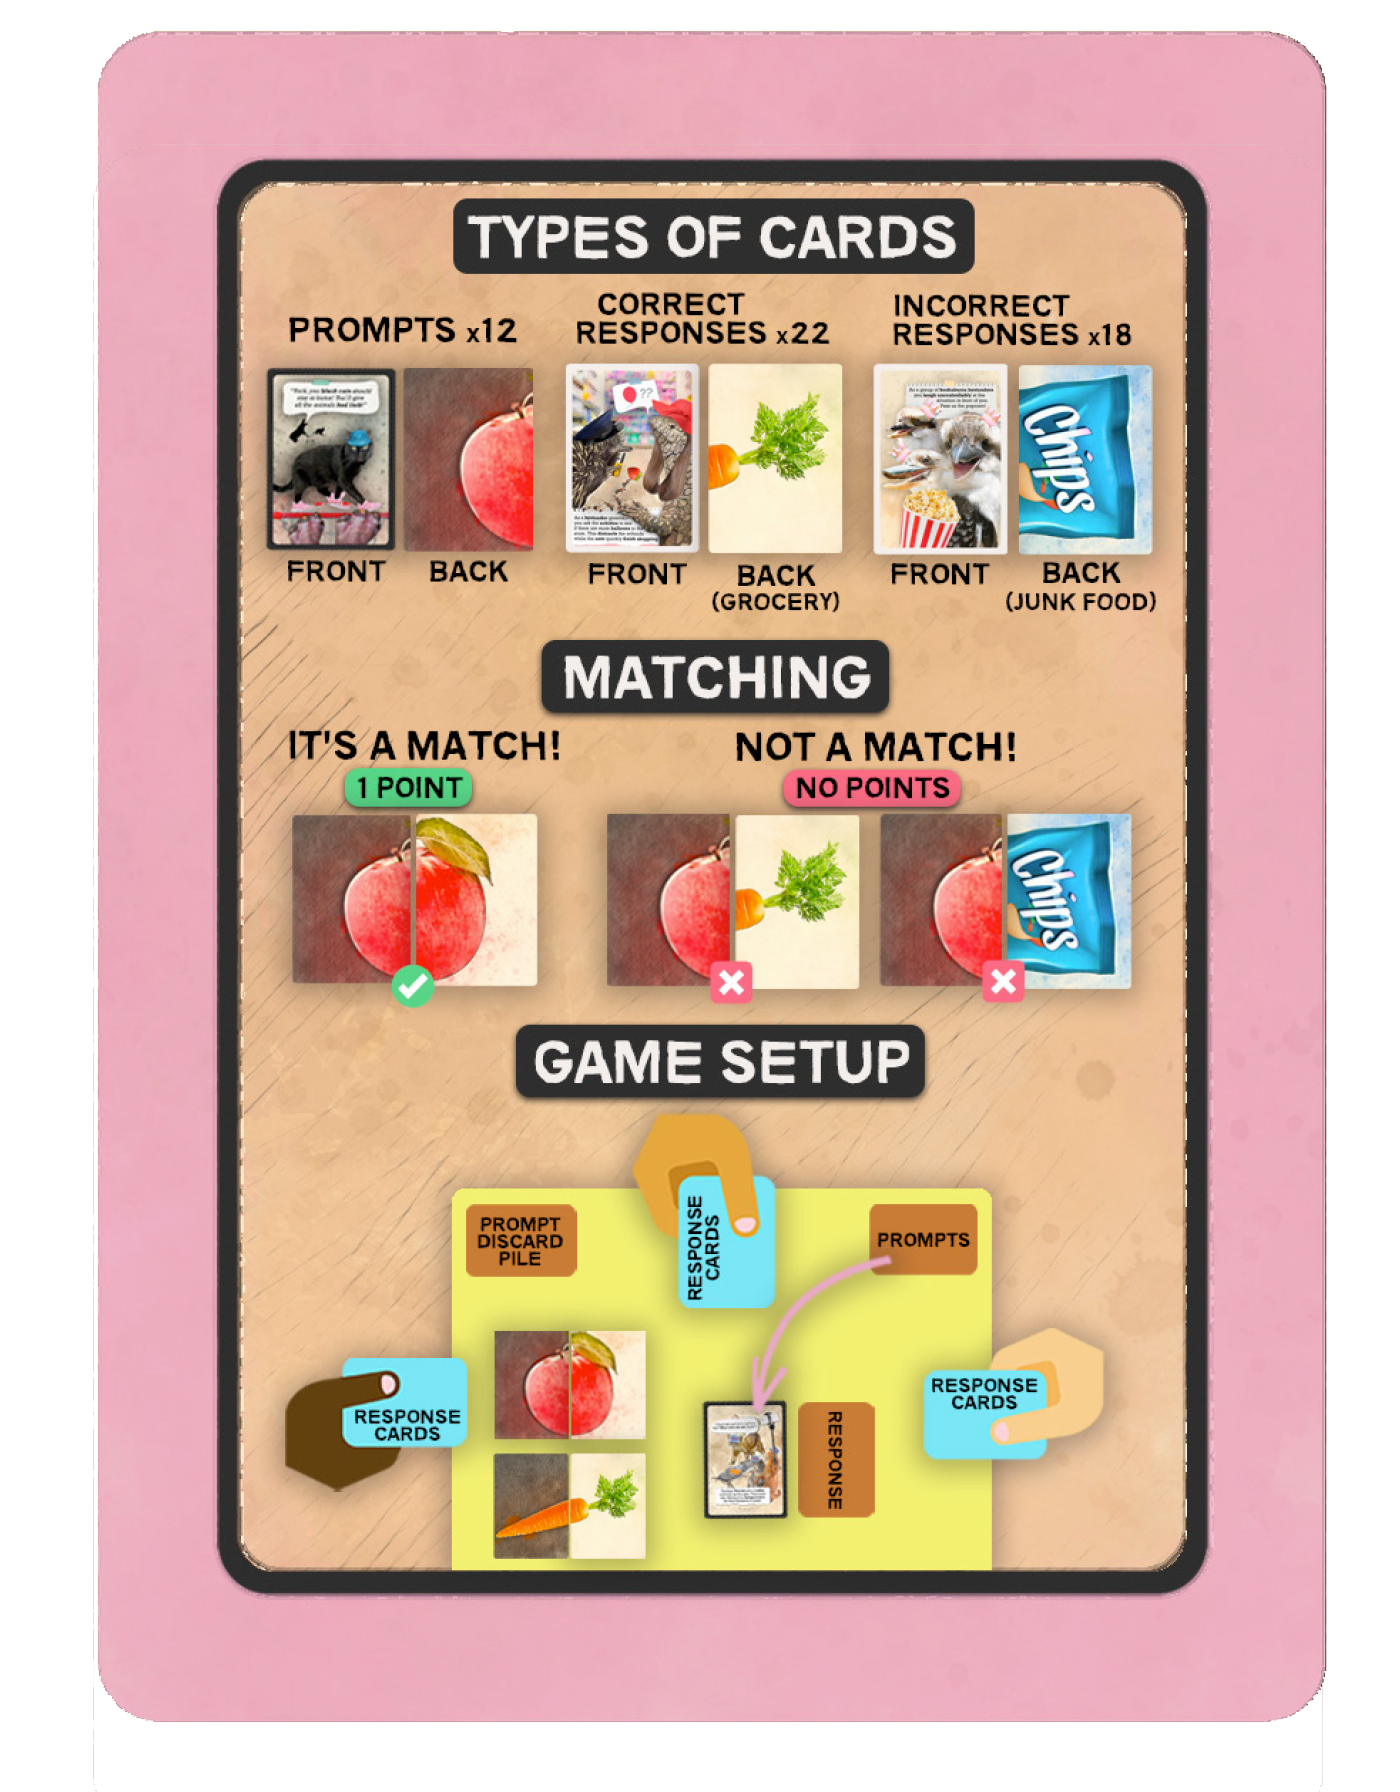 TYPES OF CARDS
PROMPTS x12
CORRECT
RESPONSES x22
INCORRECT
RESPONSES x18
??
Chips
FRONT
BACK
FRONT
BACK
(GROCERY)
FRONT
BACK
(JUNK FOOD)
MATCHING
IT'S A MATCH!
1 POINT
NOT A MATCH!
NO POINTS
Chips
GAME SETUP
PROMPT
DISCARD
PILE
RESPONSE
CARDS
PROMPTS
RESPONSE
CARDS
RESPONSE
RESPONSE
CARDS